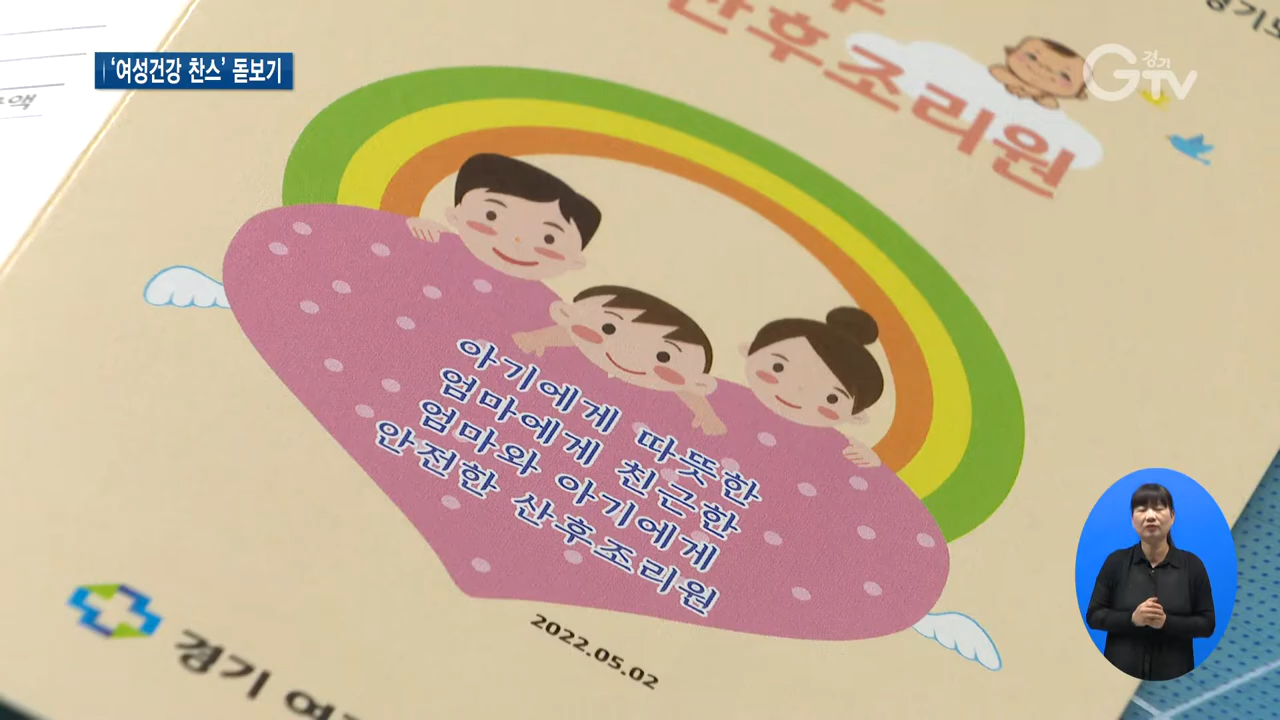 '여성건강 찬스' 돋보기
경기
GTV
산후조리원
아기에게 따뜻한
엄마에게 친근한
엄마와 아기에게
안전한 산후조리원
2022.05.02
경기